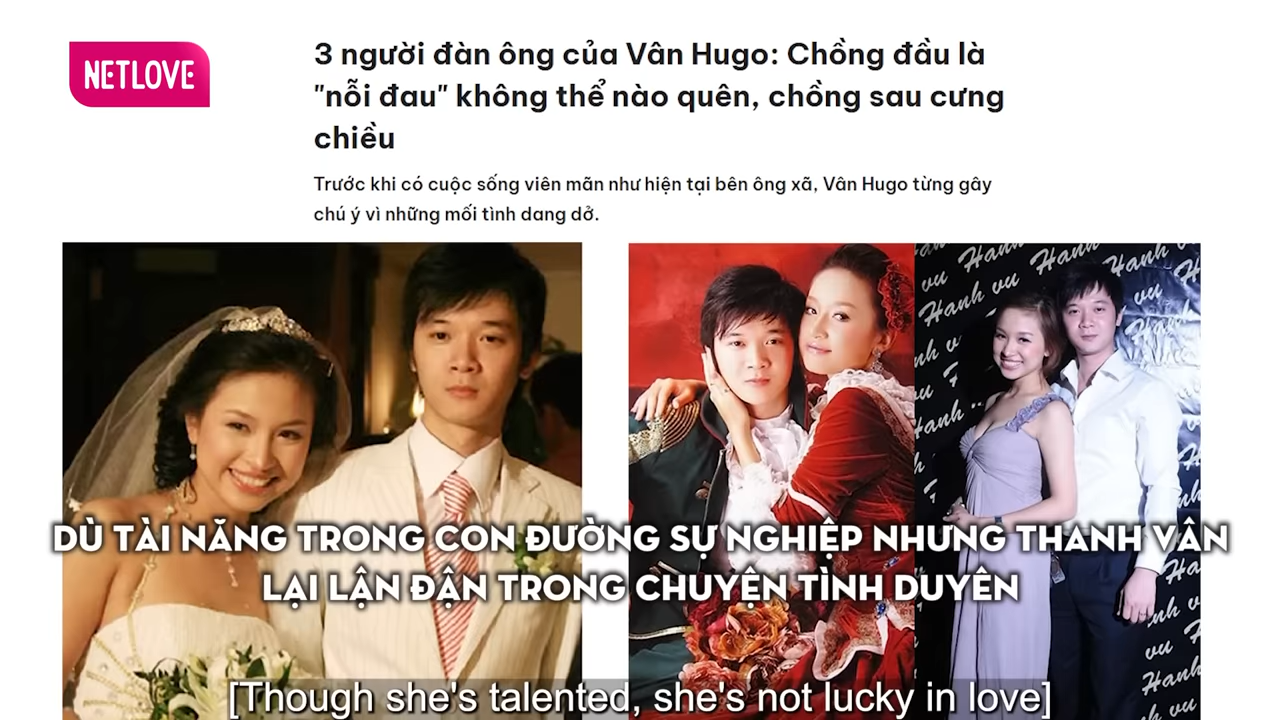 NETLOVE
3 người đàn ông của Vân Hugo: Chồng đầu là
"nỗi đau" không thể nào quên, chồng sau cưng
chiều
Trước khi có cuộc sống viên mãn như hiện tại bên ông xã, Vân Hugo từng gây
chú ý vì những mối tình dang dở.
DÙ TÀI NĂNG TRONG CON ĐƯỜNG SỰ NGHIỆP NHƯNG THANH VÂN
LẠI LẬN ĐẬN TRONG CHUYỆN TÌNH DUYÊN
[Though she's talented, she's not lucky in love]